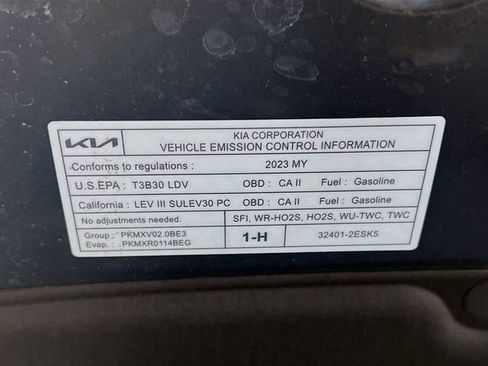 KIA
KIA CORPORATION
VEHICLE EMISSION CONTROL INFORMATION
Conforms to regulations : 2023 MY
U.S.EPA : T3B30 LDV OBD : CA II Fuel : Gasoline
California : LEV III SULEV30 PC OBD : CA II Fuel : Gasoline
No adjustments needed. SFI, WR-HO2S, HO2S, WU-TWC, TWC
Group : PKMXV02.0BE3
Evap. : PKMXR0114BEG
1-H 32401-2ESK5